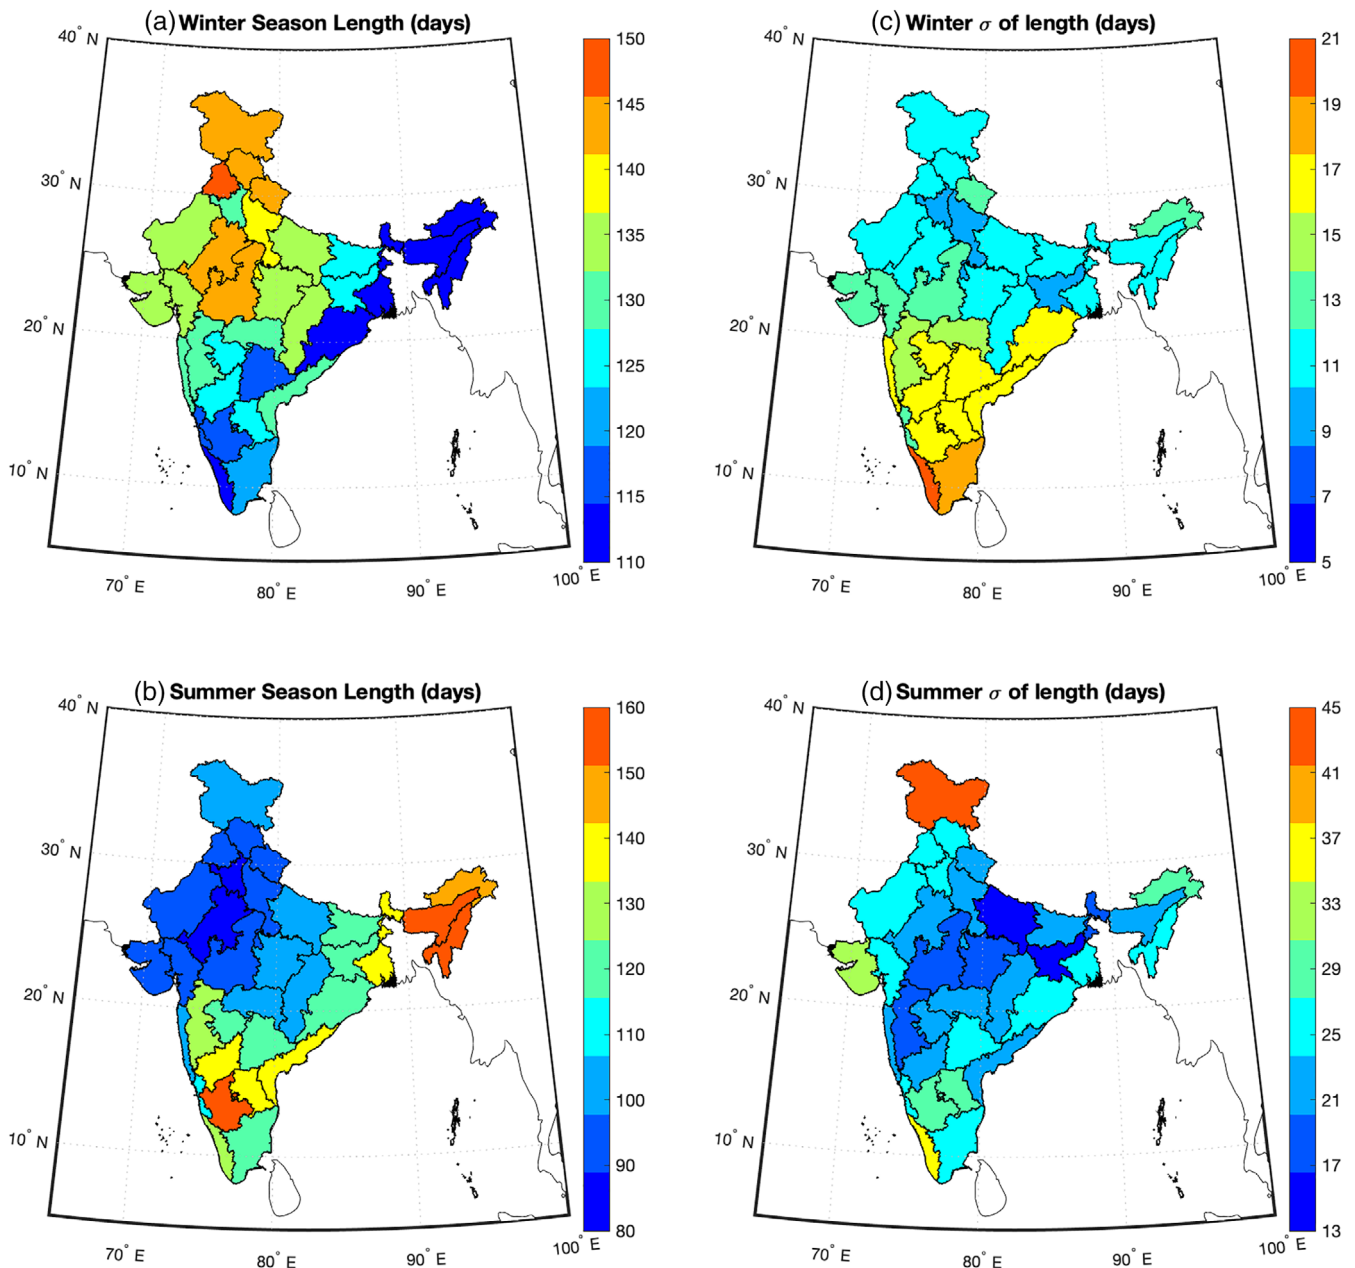 (a) Winter Season Length (days)
40° N
30° N
20° N
10° N
70° E
80° E
90° E
100° E
150
145
140
135
130
125
120
115
110
(c) Winter σ of length (days)
40° N
30° N
20° N
10° N
70° E
80° E
90° E
100° E
21
19
17
15
13
11
9
7
5
(b) Summer Season Length (days)
40° N
30° N
20° N
10° N
70° E
80° E
90° E
100° E
160
150
140
130
120
110
100
90
80
(d) Summer σ of length (days)
40° N
30° N
20° N
10° N
70° E
80° E
90° E
100° E
45
41
37
33
29
25
21
17
13